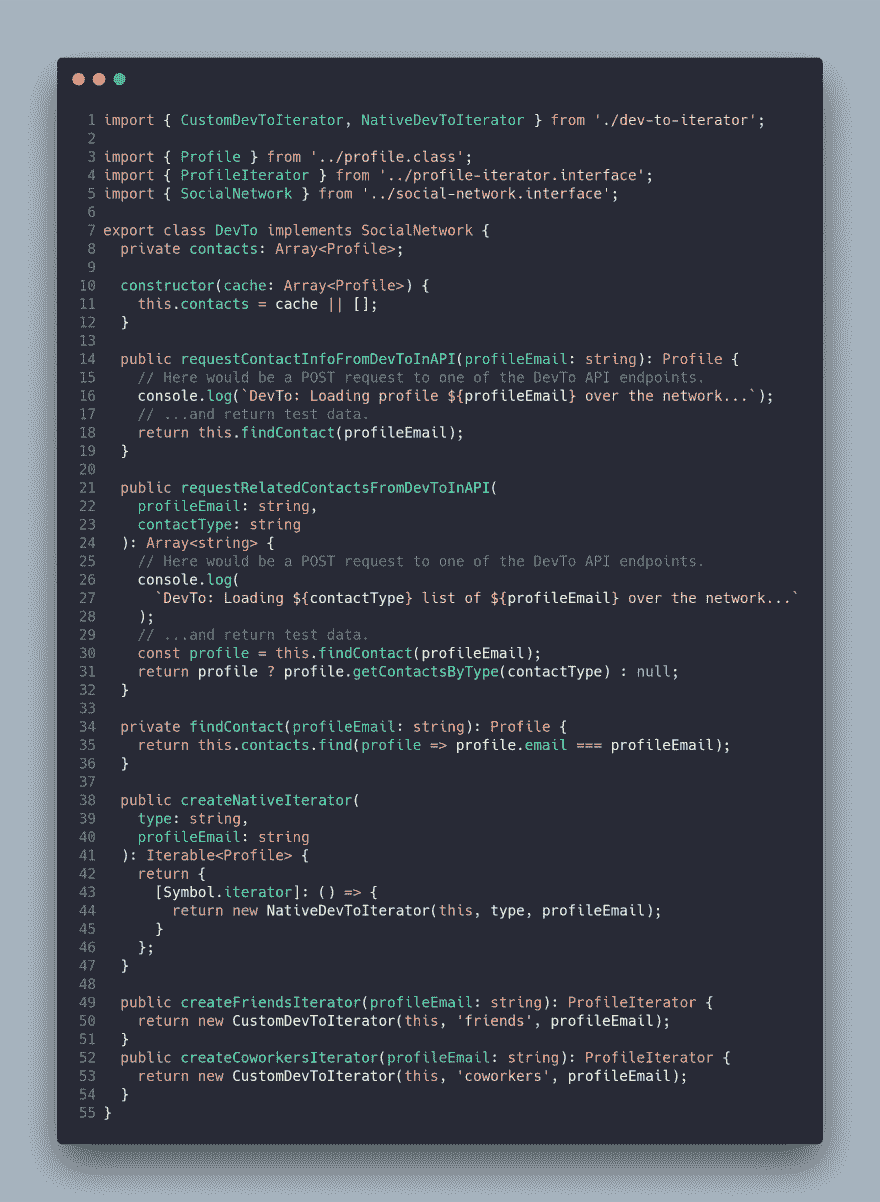 1 import { CustomDevToIterator, NativeDevToIterator } from './dev-to-iterator';
2
3 import { Profile } from '../profile.class';
4 import { ProfileIterator } from '../profile-iterator.interface';
5 import { SocialNetwork } from '../social-network.interface';
6
7 export class DevTo implements SocialNetwork {
8   private contacts: Array<Profile>;
9
10   constructor(cache: Array<Profile>) {
11     this.contacts = cache || [];
12   }
13
14   public requestContactInfoFromDevToInAPI(profileEmail: string): Profile {
15     // Here would be a POST request to one of the DevTo API endpoints.
16     console.log(`DevTo: Loading profile ${profileEmail} over the network...`);
17     // ...and return test data.
18     return this.findContact(profileEmail);
19   }
20
21   public requestRelatedContactsFromDevToInAPI(
22     profileEmail: string,
23     contactType: string
24   ): Array<string> {
25     // Here would be a POST request to one of the DevTo API endpoints.
26     console.log(
27       `DevTo: Loading ${contactType} list of ${profileEmail} over the network...`
28     );
29     // ...and return test data.
30     const profile = this.findContact(profileEmail);
31     return profile ? profile.getContactsByType(contactType) : null;
32   }
33
34   private findContact(profileEmail: string): Profile {
35     return this.contacts.find(profile => profile.email === profileEmail);
36   }
37
38   public createNativeIterator(
39     type: string,
40     profileEmail: string
41   ): Iterable<Profile> {
42     return {
43       [Symbol.iterator]: () => {
44         return new NativeDevToIterator(this, type, profileEmail);
45       }
46     };
47   }
48
49   public createFriendsIterator(profileEmail: string): ProfileIterator {
50     return new CustomDevToIterator(this, 'friends', profileEmail);
51   }
52   public createCoworkersIterator(profileEmail: string): ProfileIterator {
53     return new CustomDevToIterator(this, 'coworkers', profileEmail);
54   }
55 }